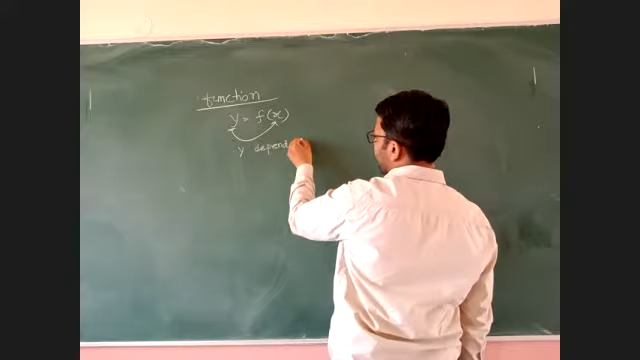 function
y = f(x)
y depend